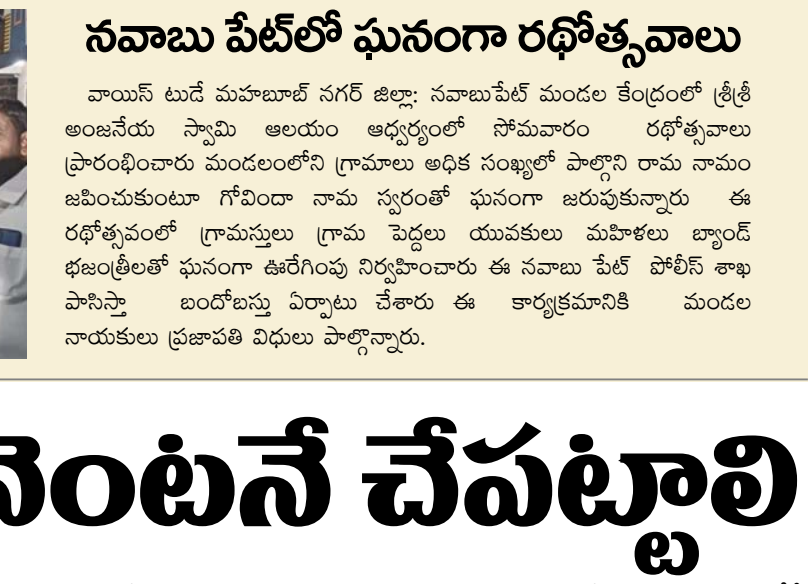 నవాబు పేట్‌లో ఘనంగా రథోత్సవాలు
వాయిస్ టుడే మహబూబ్ నగర్ జిల్లా: నవాబుపేట్ మండల కేంద్రంలో శ్రీశ్రీ
అంజనేయ స్వామి ఆలయం ఆధ్వర్యంలో సోమవారం రథోత్సవాలు
ప్రారంభించారు మండలంలోని గ్రామాలు అధిక సంఖ్యలో పాల్గొని రామ నామం
జపించుకుంటూ గోవిందా నామ స్వరంతో ఘనంగా జరుపుకున్నారు ఈ
రథోత్సవంలో గ్రామస్తులు గ్రామ పెద్దలు యువకులు మహిళలు బ్యాండ్
భజంత్రీలతో ఘనంగా ఊరేగింపు నిర్వహించారు ఈ నవాబు పేట్ పోలీస్ శాఖ
పాసిస్తా బందోబస్తు ఏర్పాటు చేశారు ఈ కార్యక్రమానికి మండల
నాయకులు ప్రజాపతి విధులు పాల్గొన్నారు.
వెంటనే చేపట్టాలి